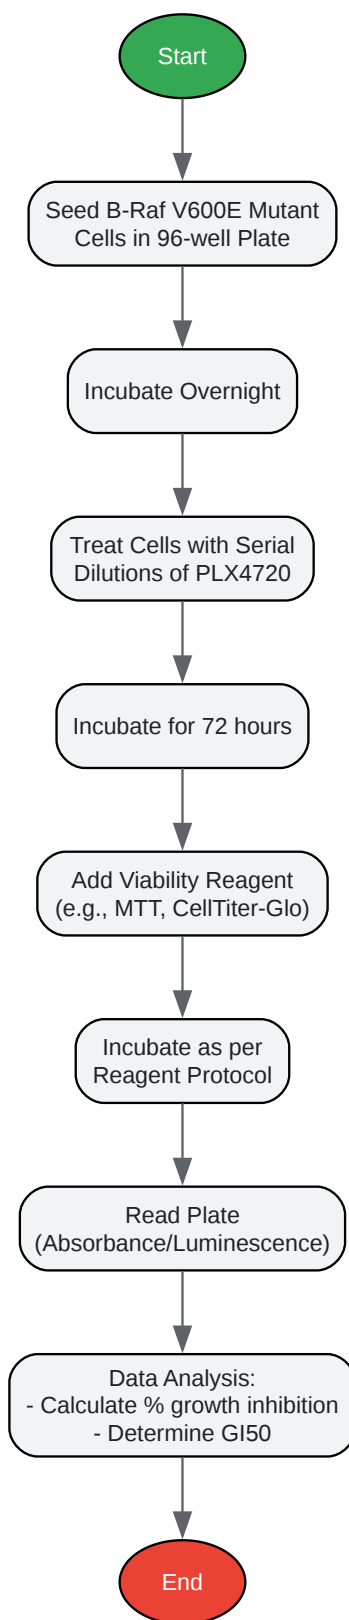 Start
Seed B-Raf V600E Mutant
Cells in 96-well Plate
Incubate Overnight
Treat Cells with Serial
Dilutions of PLX4720
Incubate for 72 hours
Add Viability Reagent
(e.g., MTT, CellTiter-Glo)
Incubate as per
Reagent Protocol
Read Plate
(Absorbance/Luminescence)
Data Analysis:
- Calculate % growth inhibition
- Determine GI50
End